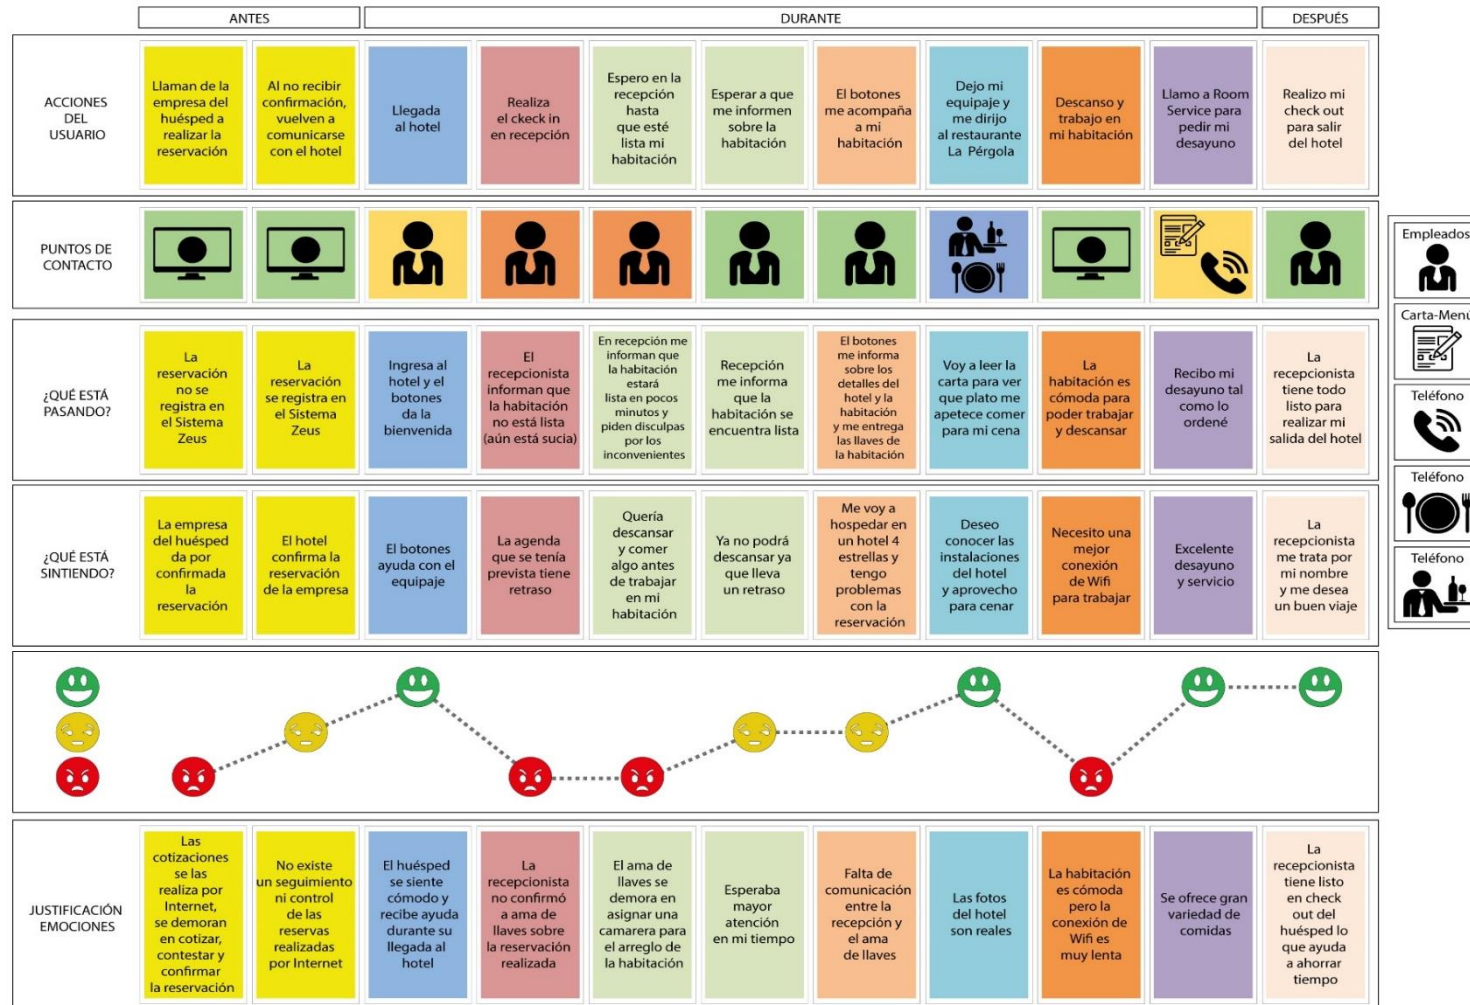 ANTES
DURANTE
DESPUÉS
ACCIONES
DEL
USUARIO
Llaman de la
empresa del
huésped a
realizar la
reservación
Al no recibir
confirmación,
vuelven a
comunicarse
con el hotel
Llegada
al hotel
Realiza
el ckeck in
en recepción
Espero en la
recepción
hasta
que esté
lista mi
habitación
Esperar a que
me informen
sobre la
habitación
El botones
me acompaña
a mi
habitación
Dejo mi
equipaje y
me dirijo
al restaurante
La Pérgola
Descanso y
trabajo en
mi habitación
Llamo a Room
Service para
pedir mi
desayuno
Realizo mi
check out
para salir
del hotel
PUNTOS DE
CONTACTO
¿QUÉ ESTÁ
PASANDO?
La
reservación
no se
registra en
el Sistema
Zeus
La
reservación
se registra en
el Sistema
Zeus
Ingresa al
hotel y el
botones
da la
bienvenida
El
recepcionista
informan que
la habitación
no está lista
(aún está sucia)
En recepción me
informan que
la habitación
estará
lista en pocos
minutos y
piden disculpas
por los
inconvenientes
Recepción
me informa
que la
habitación se
encuentra lista
El botones
me informa
sobre los
detalles del
hotel y la
habitación
y me entrega
las llaves de
la habitación
Voy a leer la
carta para ver
que plato me
apetece comer
para mi cena
La
habitación es
cómoda para
poder trabajar
y descansar
Recibo mi
desayuno tal
como lo
ordené
La
recepcionista
tiene todo
listo para
realizar mi
salida del hotel
¿QUÉ ESTÁ
SINTIENDO?
La empresa
del huésped
da por
confirmada
la
reservación
El hotel
confirma la
reservación
de la empresa
El botones
ayuda con el
equipaje
La agenda
que se tenía
prevista tiene
retraso
Quería
descansar
y comer
algo antes
de trabajar
en mi
habitación
Ya no podrá
descansar ya
que lleva
un retraso
Me voy a
hospedar en
un hotel 4
estrellas y
tengo
problemas
con la
reservación
Deseo
conocer las
instalaciones
del hotel
y aprovecho
para cenar
Necesito una
mejor
conexión
de Wifi
para trabajar
Excelente
desayuno
y servicio
La
recepcionista
me trata por
mi nombre
y me desea
un buen viaje
JUSTIFICACIÓN
EMOCIONES
Las
cotizaciones
se las
realiza por
Internet,
se demoran
en cotizar,
contestar y
confirmar
la reservación
No existe
un seguimiento
ni control
de las
reservas
realizadas
por Internet
El huésped
se siente
cómodo y
recibe ayuda
durante su
llegada al
hotel
La
recepcionista
no confirmó
a ama de
llaves sobre
la reservación
realizada
El ama de
llaves se
demora en
asignar una
camarera para
el arreglo de
la habitación
Esperaba
mayor
atención
en mi tiempo
Falta de
comunicación
entre la
recepción y
el ama
de llaves
Las fotos
del hotel
son reales
La habitación
es cómoda
pero la
conexión de
Wifi es
muy lenta
Se ofrece gran
variedad de
comidas
La
recepcionista
tiene listo
en check
out del
huésped lo
que ayuda
a ahorrar
tiempo
Empleados
Carta-Menú
Teléfono
Teléfono
Teléfono